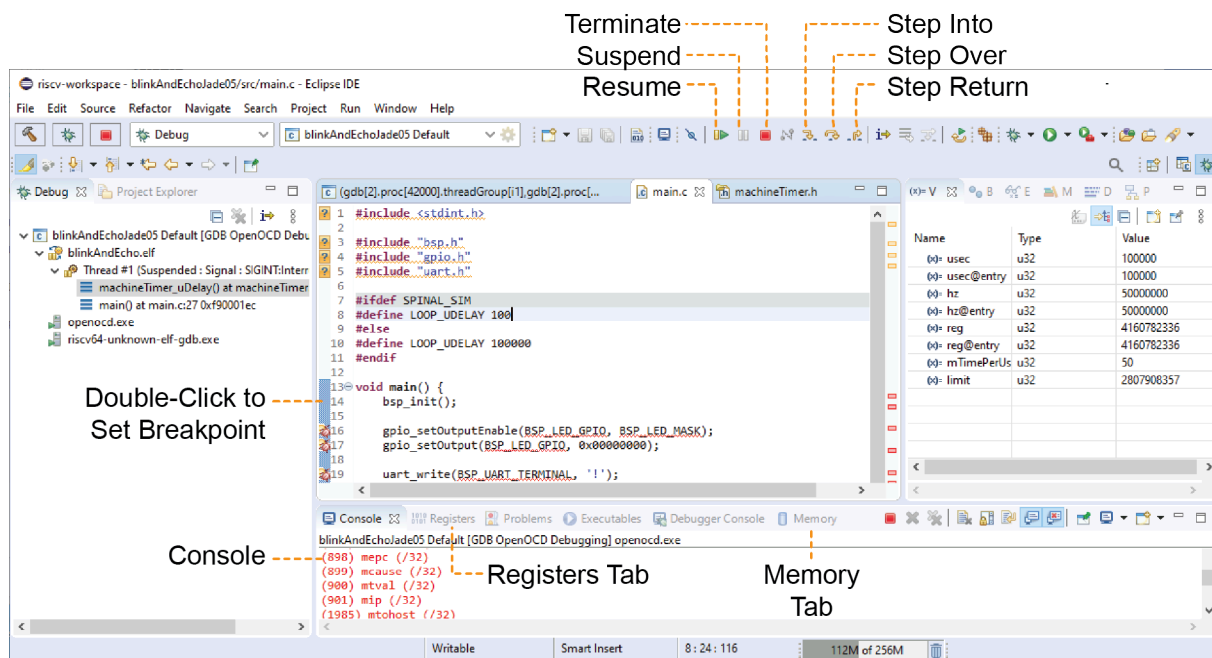 Terminate
Step Into
Suspend
Step Over
Resume
Step Return
riscv-workspace - blinkAndEchoJade05/src/main.c - Eclipse IDE
File Edit Source Refactor Navigate Search Project Run Window Help
Debug
blinkAndEchoJade05 Default
Debug
Project Explorer
blinkAndEchoJade05 Default [GDB OpenOCD Debu
blinkAndEcho.elf
Thread #1 (Suspended : Signal : SIGINT:Interr
machineTimer_uDelay() at machineTimer
main() at main.c:27 0xf90001ec
openocd.exe
riscv64-unknown-elf-gdb.exe
Double-Click to
Set Breakpoint
(gdb[2].proc[42000].threadGroup[i1],gdb[2].proc[...
main.c
machineTimer.h
1 #include <stdint.h>
2
3 #include "bsp.h"
4 #include "gpio.h"
5 #include "uart.h"
6
7 #ifdef SPINAL_SIM
8 #define LOOP_UDELAY 100
9 #else
10 #define LOOP_UDELAY 100000
11 #endif
12
13 void main() {
14 bsp_init();
15
16 gpio_setOutputEnable(BSP_LED_GPIO, BSP_LED_MASK);
17 gpio_setOutput(BSP_LED_GPIO, 0x00000000);
18
19 uart_write(BSP_UART_TERMINAL, '!');
(x)= V B E M D P
Name Type Value
(x)= usec u32 100000
(x)= usec@entry u32 100000
(x)= hz u32 50000000
(x)= hz@entry u32 50000000
(x)= reg u32 4160782336
(x)= reg@entry u32 4160782336
(x)= mTimePerUs u32 50
(x)= limit u32 2807908357
Console Registers Problems Executables Debugger Console Memory
blinkAndEchoJade05 Default [GDB OpenOCD Debugging] openocd.exe
(898) mepc (/32)
(899) mcause (/32)
(900) mtval (/32)
(901) mip (/32)
(1985) mtohost (/32)
Console
Registers Tab
Memory
Tab
Writable
Smart Insert
8 : 24 : 116
112M of 256M